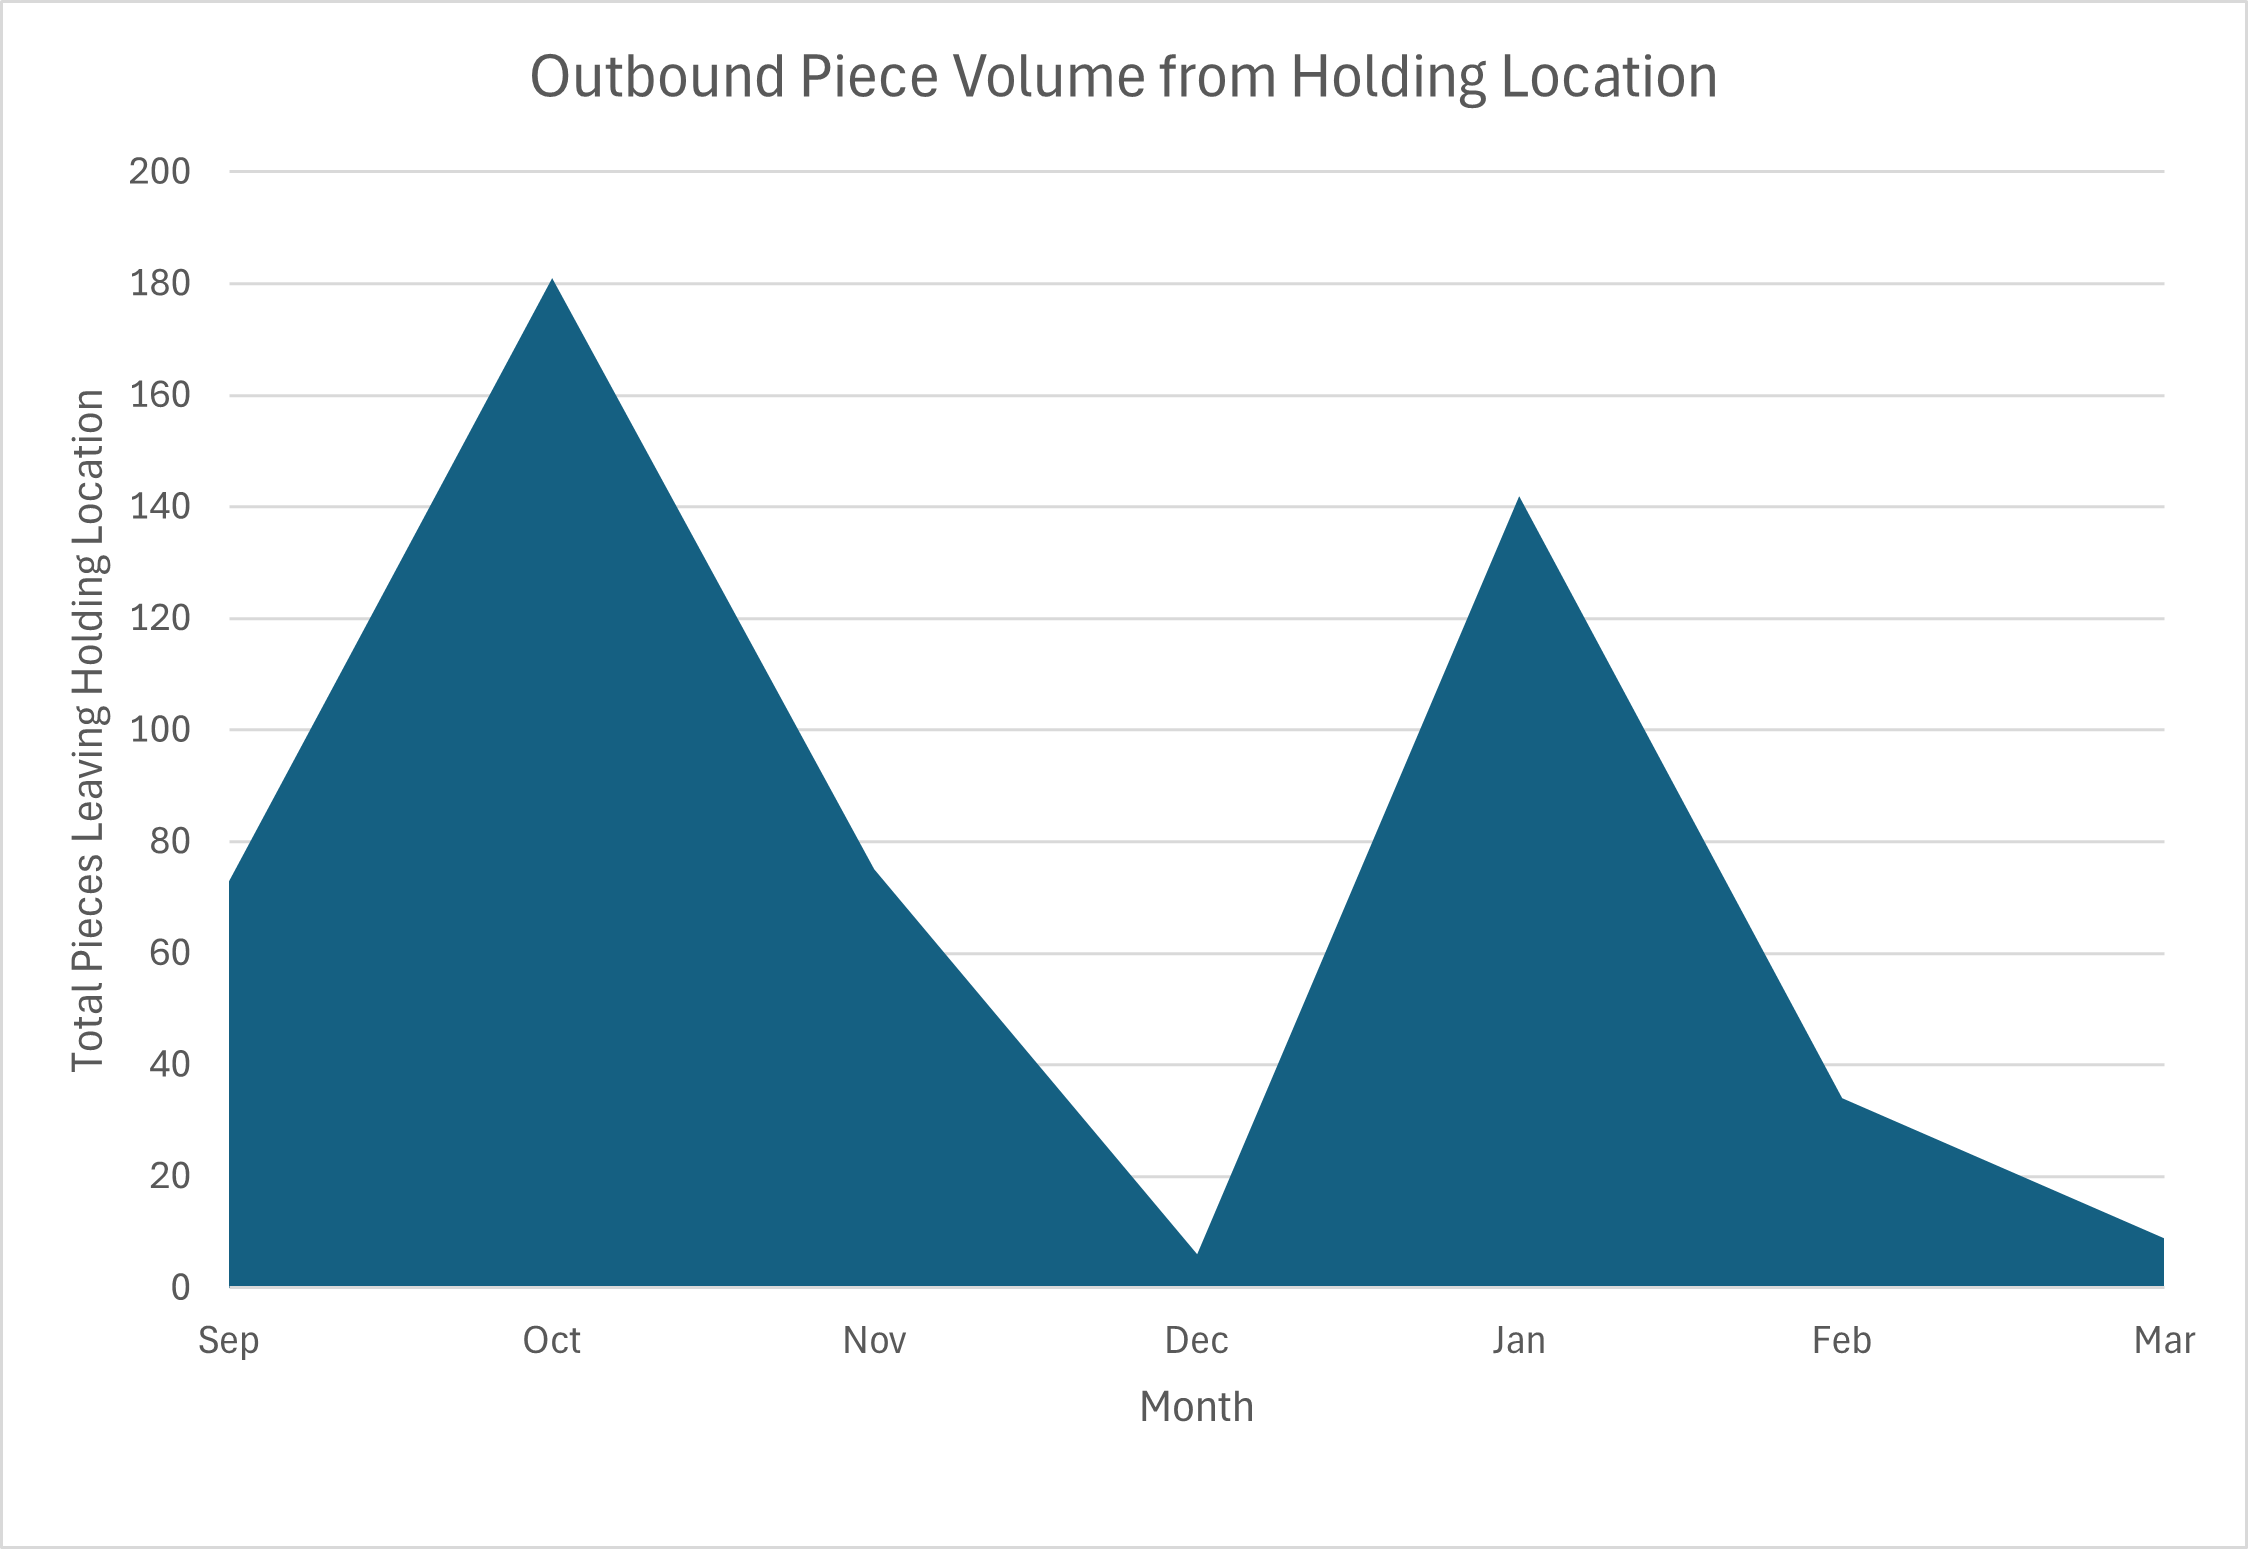 Outbound Piece Volume from Holding Location
Total Pieces Leaving Holding Location
200
180
160
140
120
100
80
60
40
20
0
Sep Oct Nov Dec Jan Feb Mar
Month